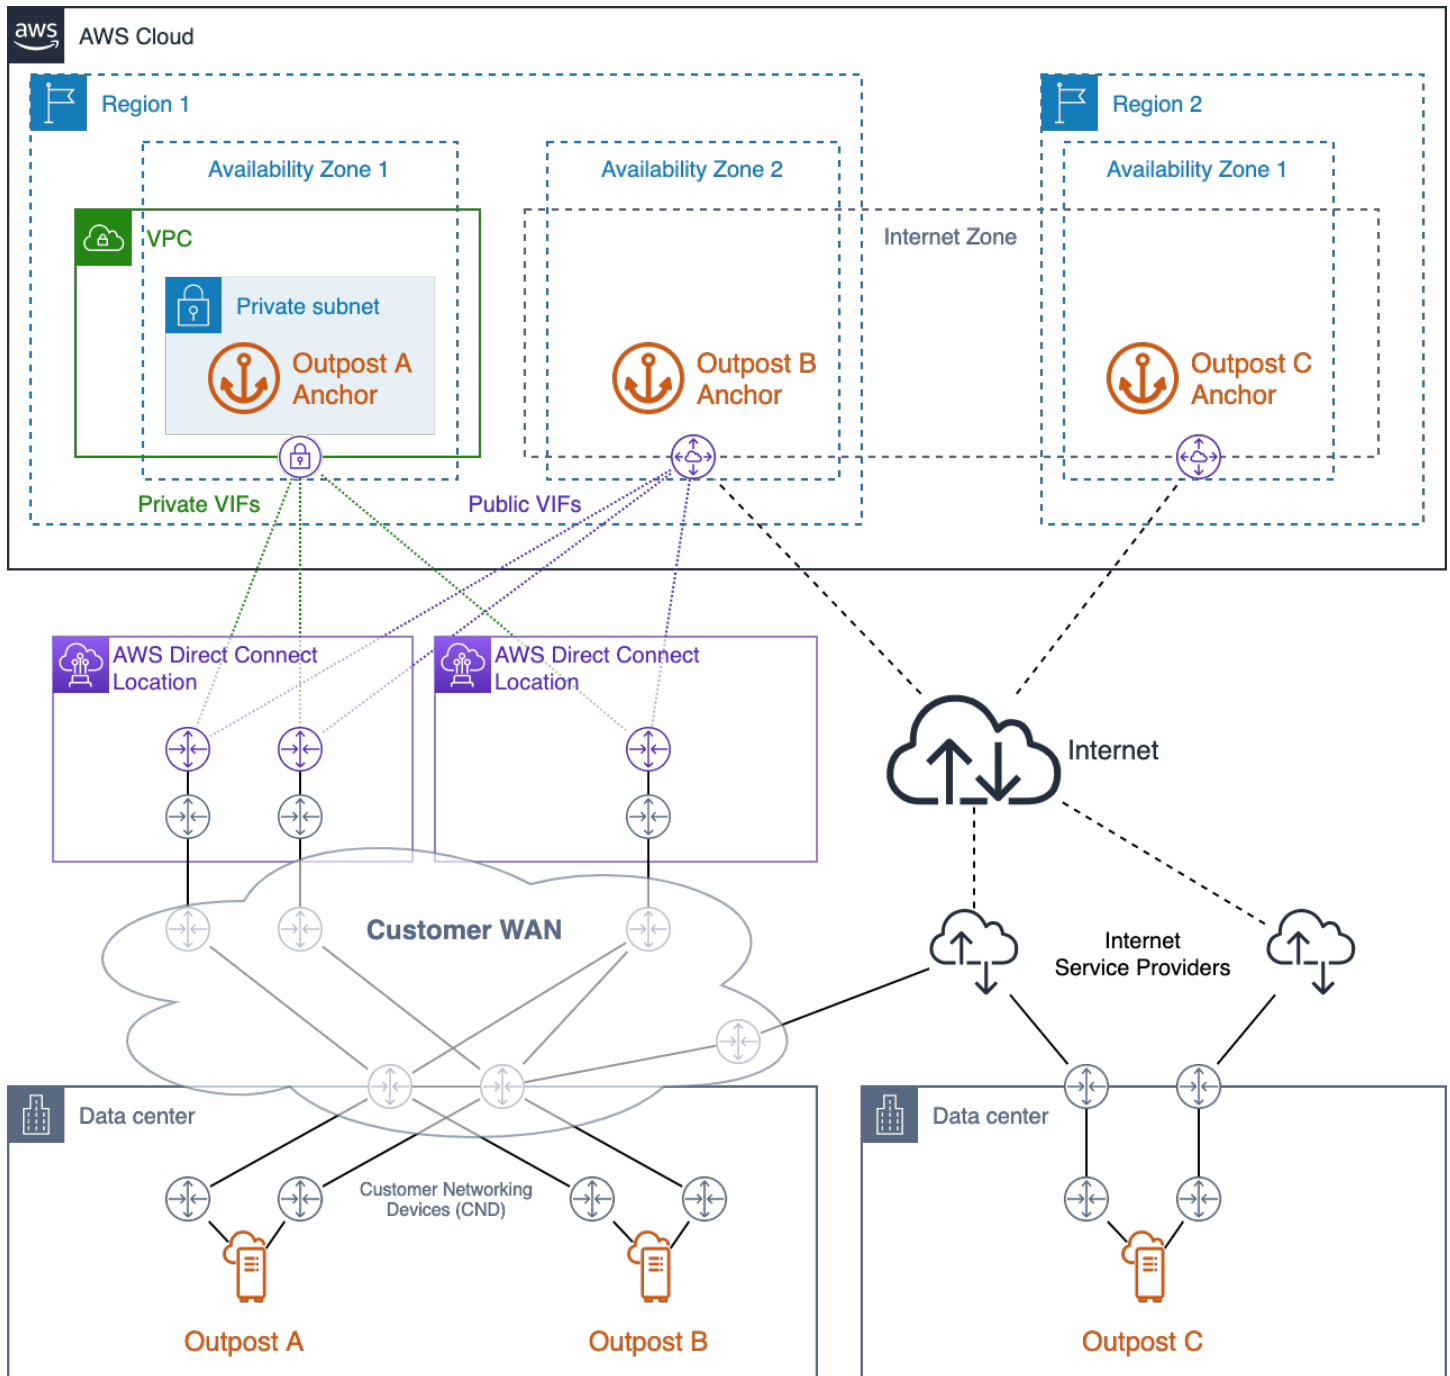 aws
AWS Cloud
Region 1
Region 2
Availability Zone 1
Availability Zone 2
Availability Zone 1
VPC
Internet Zone
Private subnet
Outpost A
Anchor
Outpost B
Anchor
Outpost C
Anchor
Private VIFs
Public VIFs
AWS Direct Connect
Location
AWS Direct Connect
Location
Internet
Customer WAN
Internet
Service Providers
Data center
Data center
Customer Networking
Devices (CND)
Outpost A
Outpost B
Outpost C